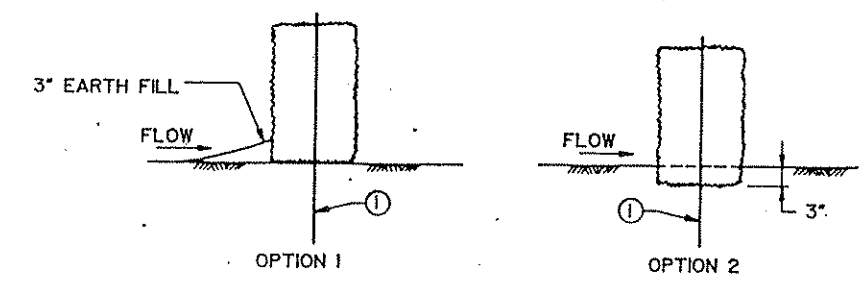 3" EARTH FILL
FLOW
1
OPTION 1
FLOW
1
3"
OPTION 2